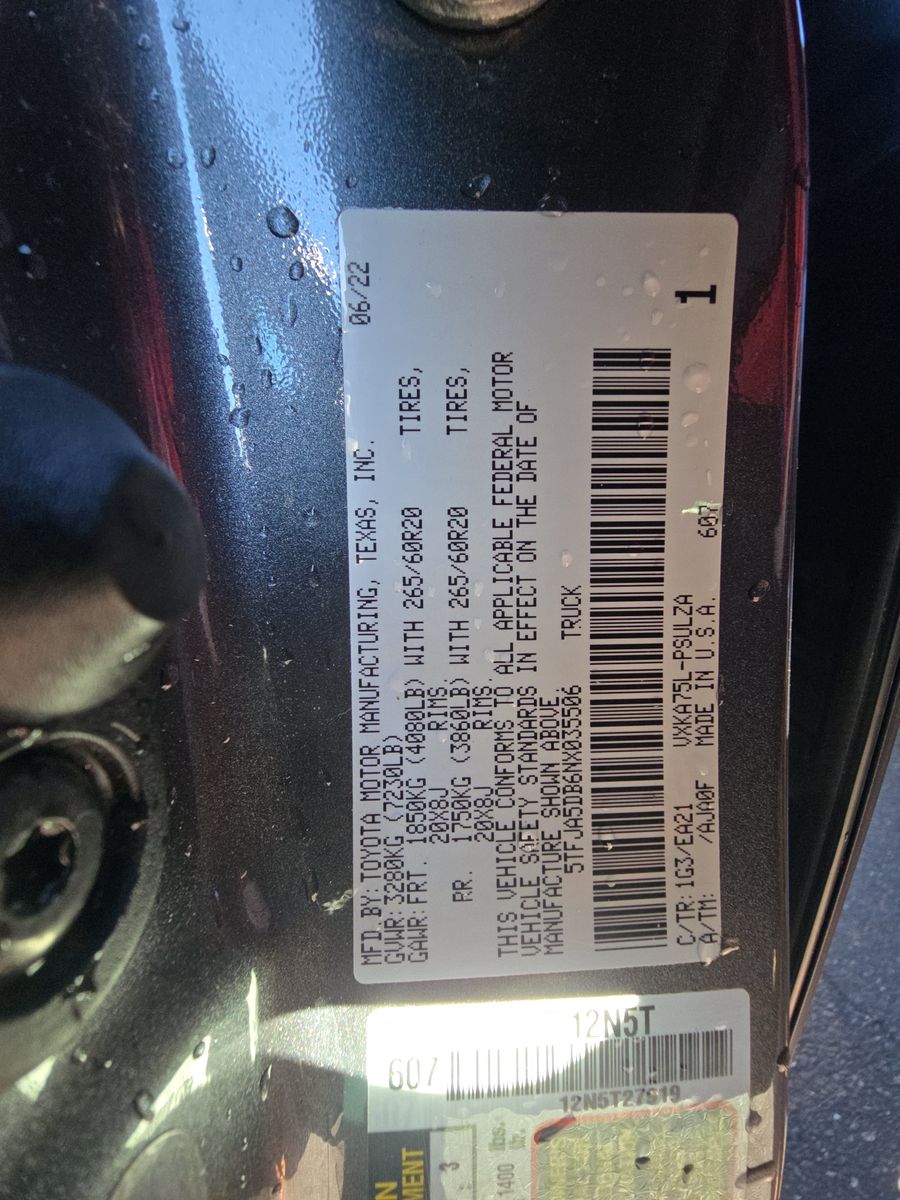 MFD.BY:TOYOTA MOTOR MANUFACTURING, TEXAS, INC. 06/22
GVWR:3280KG (7230LB)
GAWR:FRT. 1850KG (4080LB) WITH 265/60R20 TIRES,
20X8J RIMS
RR. 1750KG (3860LB) WITH 265/60R20 TIRES,
20X8J RIMS
THIS VEHICLE CONFORMS TO ALL APPLICABLE FEDERAL MOTOR
VEHICLE SAFETY STANDARDS IN EFFECT ON THE DATE OF
MANUFACTURE SHOWN ABOVE.
5TFJA5DB6NX035506 TRUCK
C/TR:1G3/EA21 VXKA75L-PSULZA
A/TM: /AJA0F MADE IN U.S.A. 607
1
12N5T
607
12N5T27S19
3
1400 lbs.